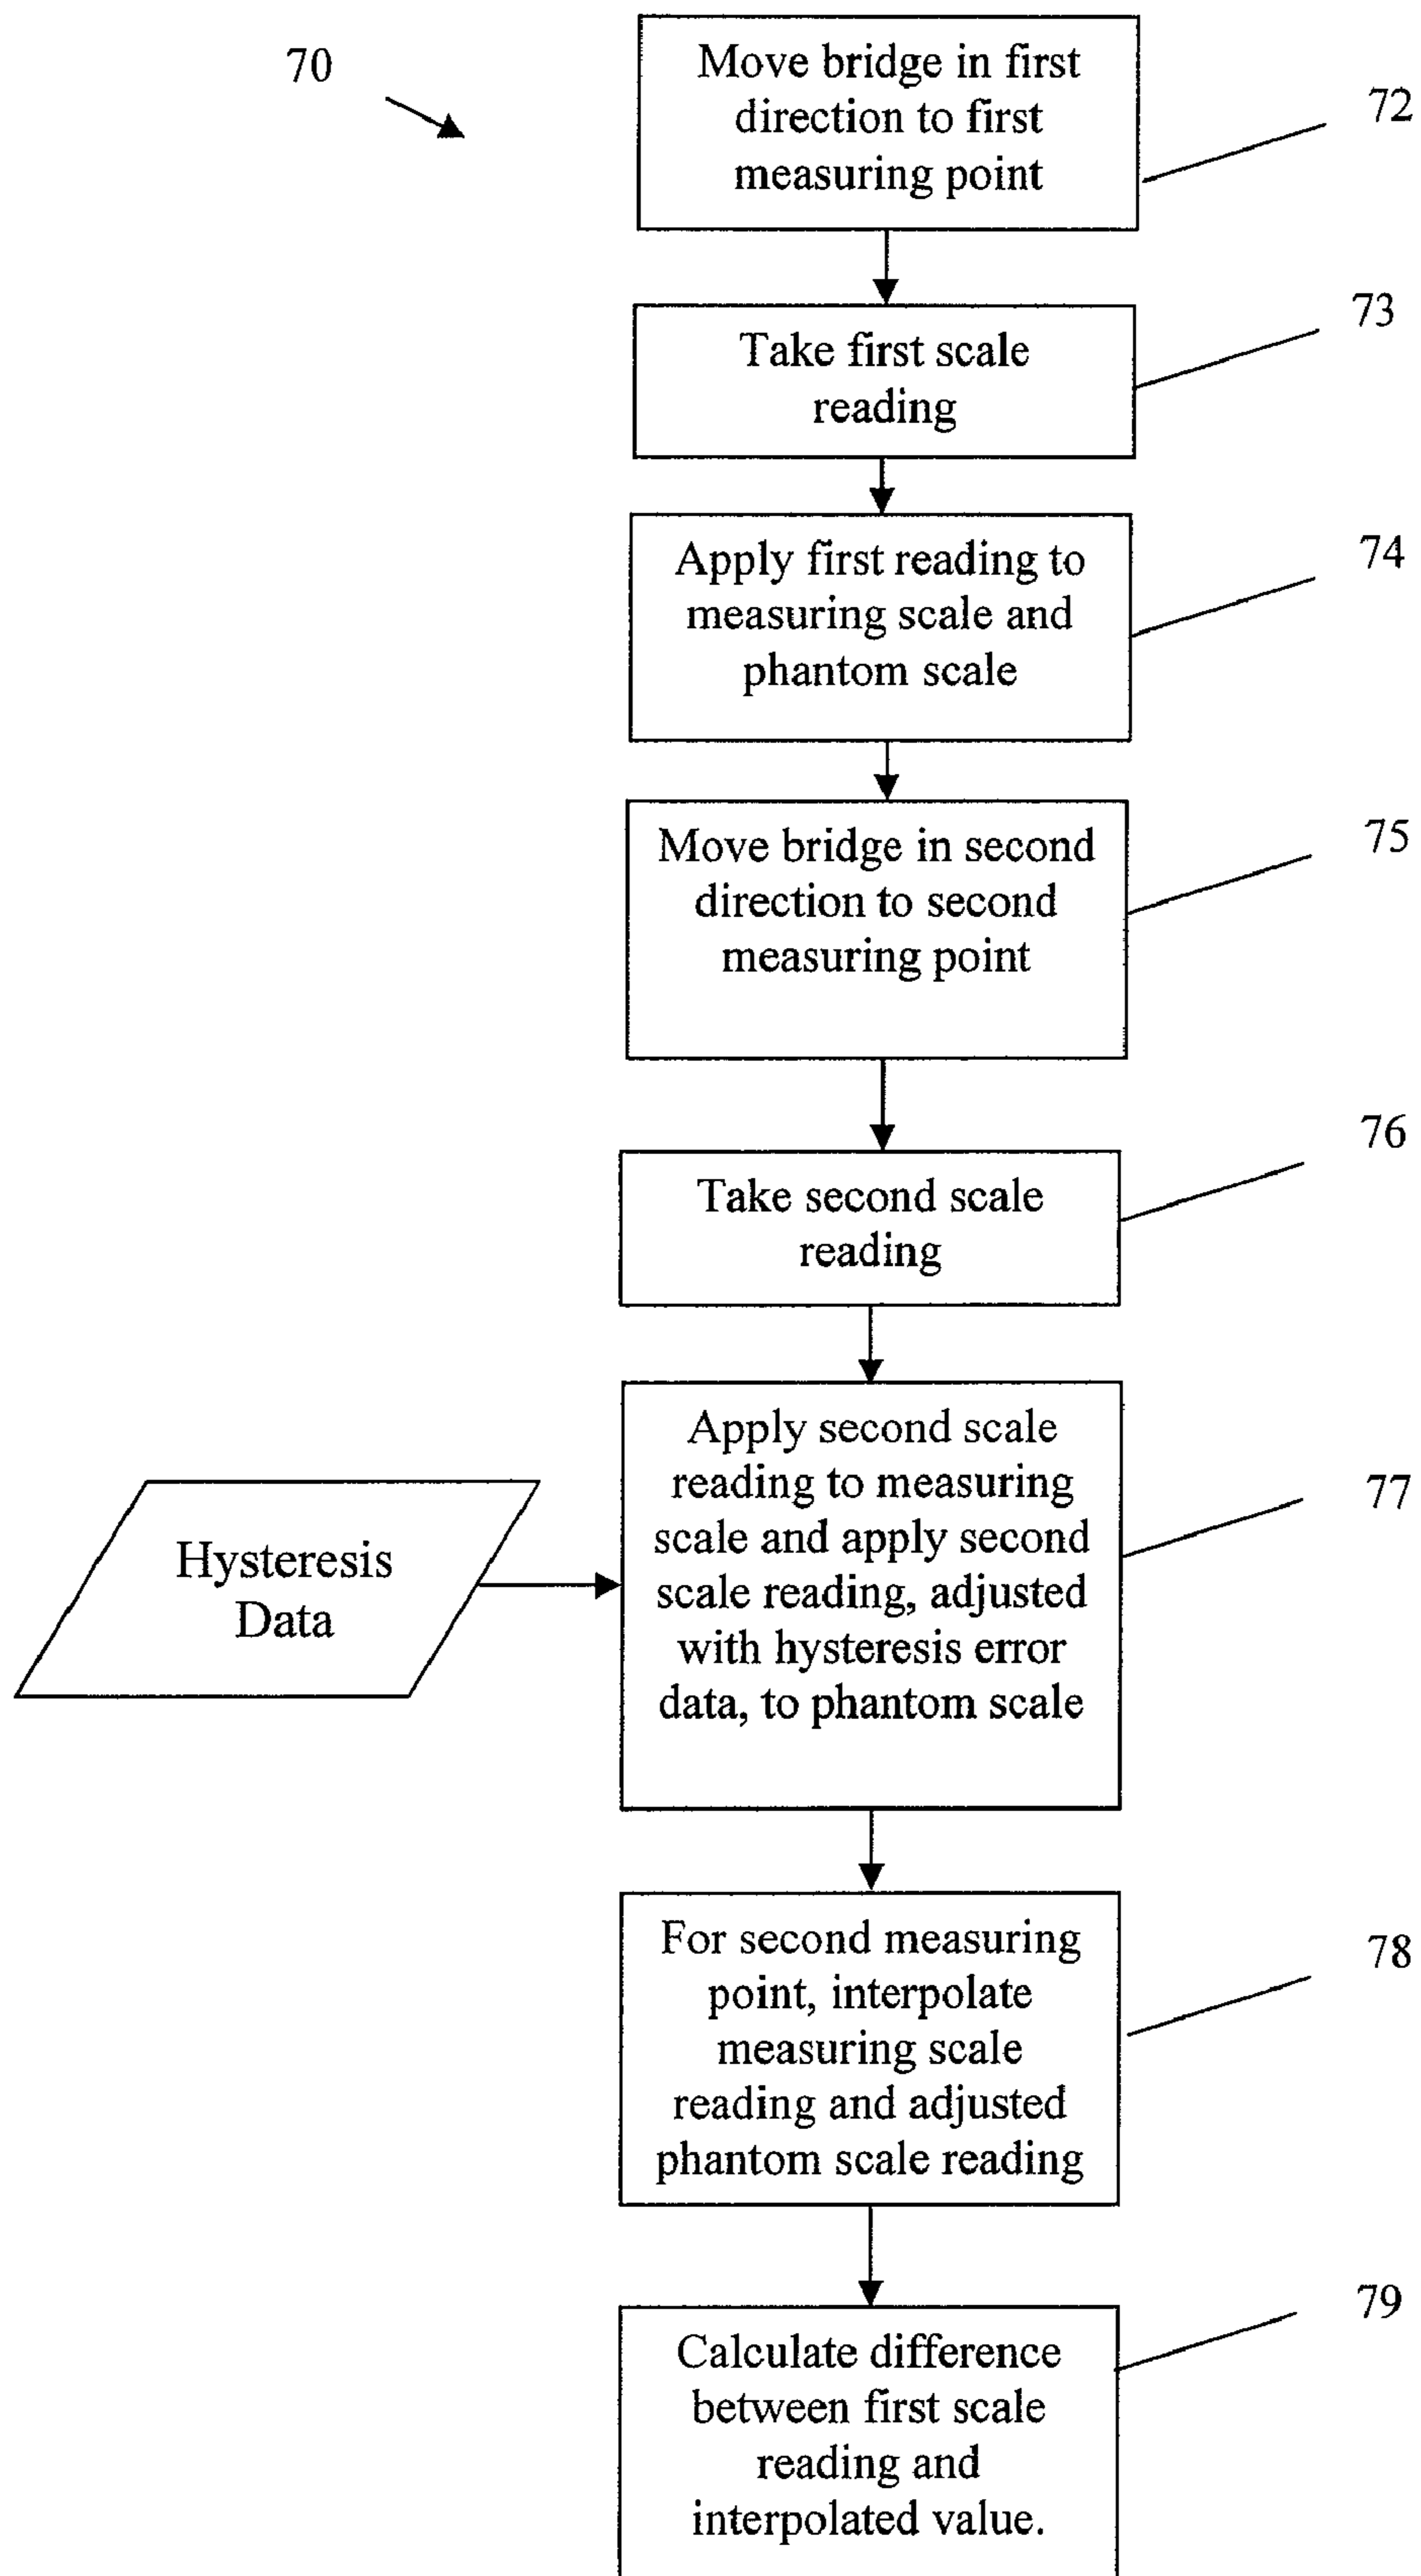 70
Move bridge in first
direction to first
measuring point
72
Take first scale
reading
73
Apply first reading to
measuring scale and
phantom scale
74
Move bridge in second
direction to second
measuring point
75
Take second scale
reading
76
Hysteresis
Data
Apply second scale
reading to measuring
scale and apply second
scale reading, adjusted
with hysteresis error
data, to phantom scale
77
For second measuring
point, interpolate
measuring scale
reading and adjusted
phantom scale reading
78
Calculate difference
between first scale
reading and
interpolated value.
79